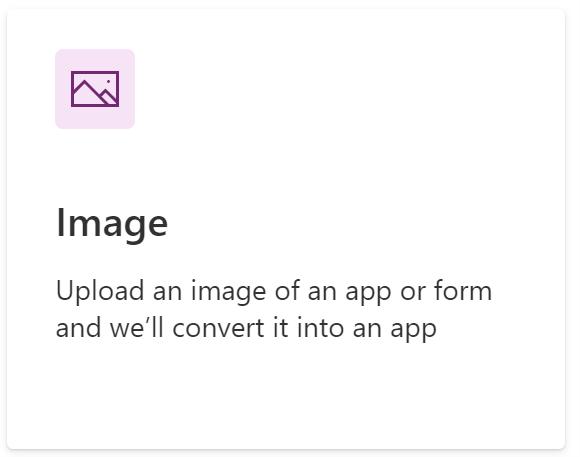 Image
Upload an image of an app or form
and we’ll convert it into an app